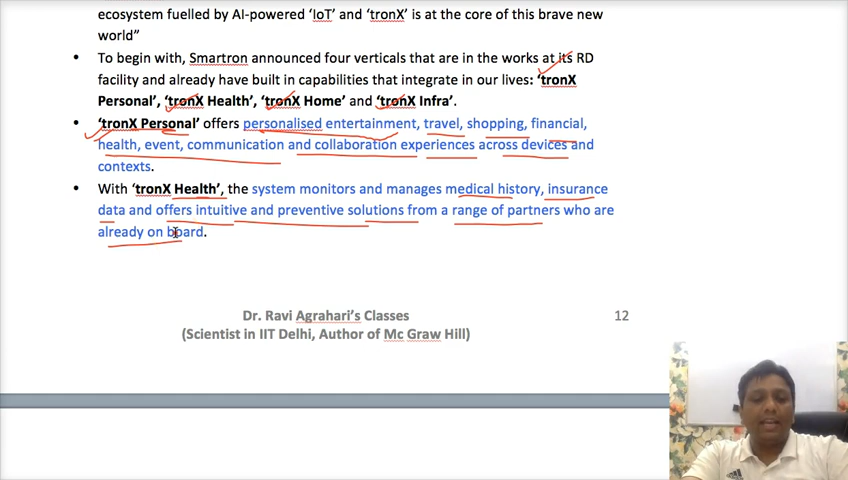 ecosystem fuelled by AI-powered ‘IoT’ and ‘tronX’ is at the core of this brave new
world”
• To begin with, Smartron announced four verticals that are in the works at its RD
facility and already have built in capabilities that integrate in our lives: ‘tronX
Personal’, ‘tronX Health’, ‘tronX Home’ and ‘tronX Infra’.
• ‘tronX Personal’ offers personalised entertainment, travel, shopping, financial,
health, event, communication and collaboration experiences across devices and
contexts.
• With ‘tronX Health’, the system monitors and manages medical history, insurance
data and offers intuitive and preventive solutions from a range of partners who are
already on board.
Dr. Ravi Agrahari’s Classes 12
(Scientist in IIT Delhi, Author of Mc Graw Hill)